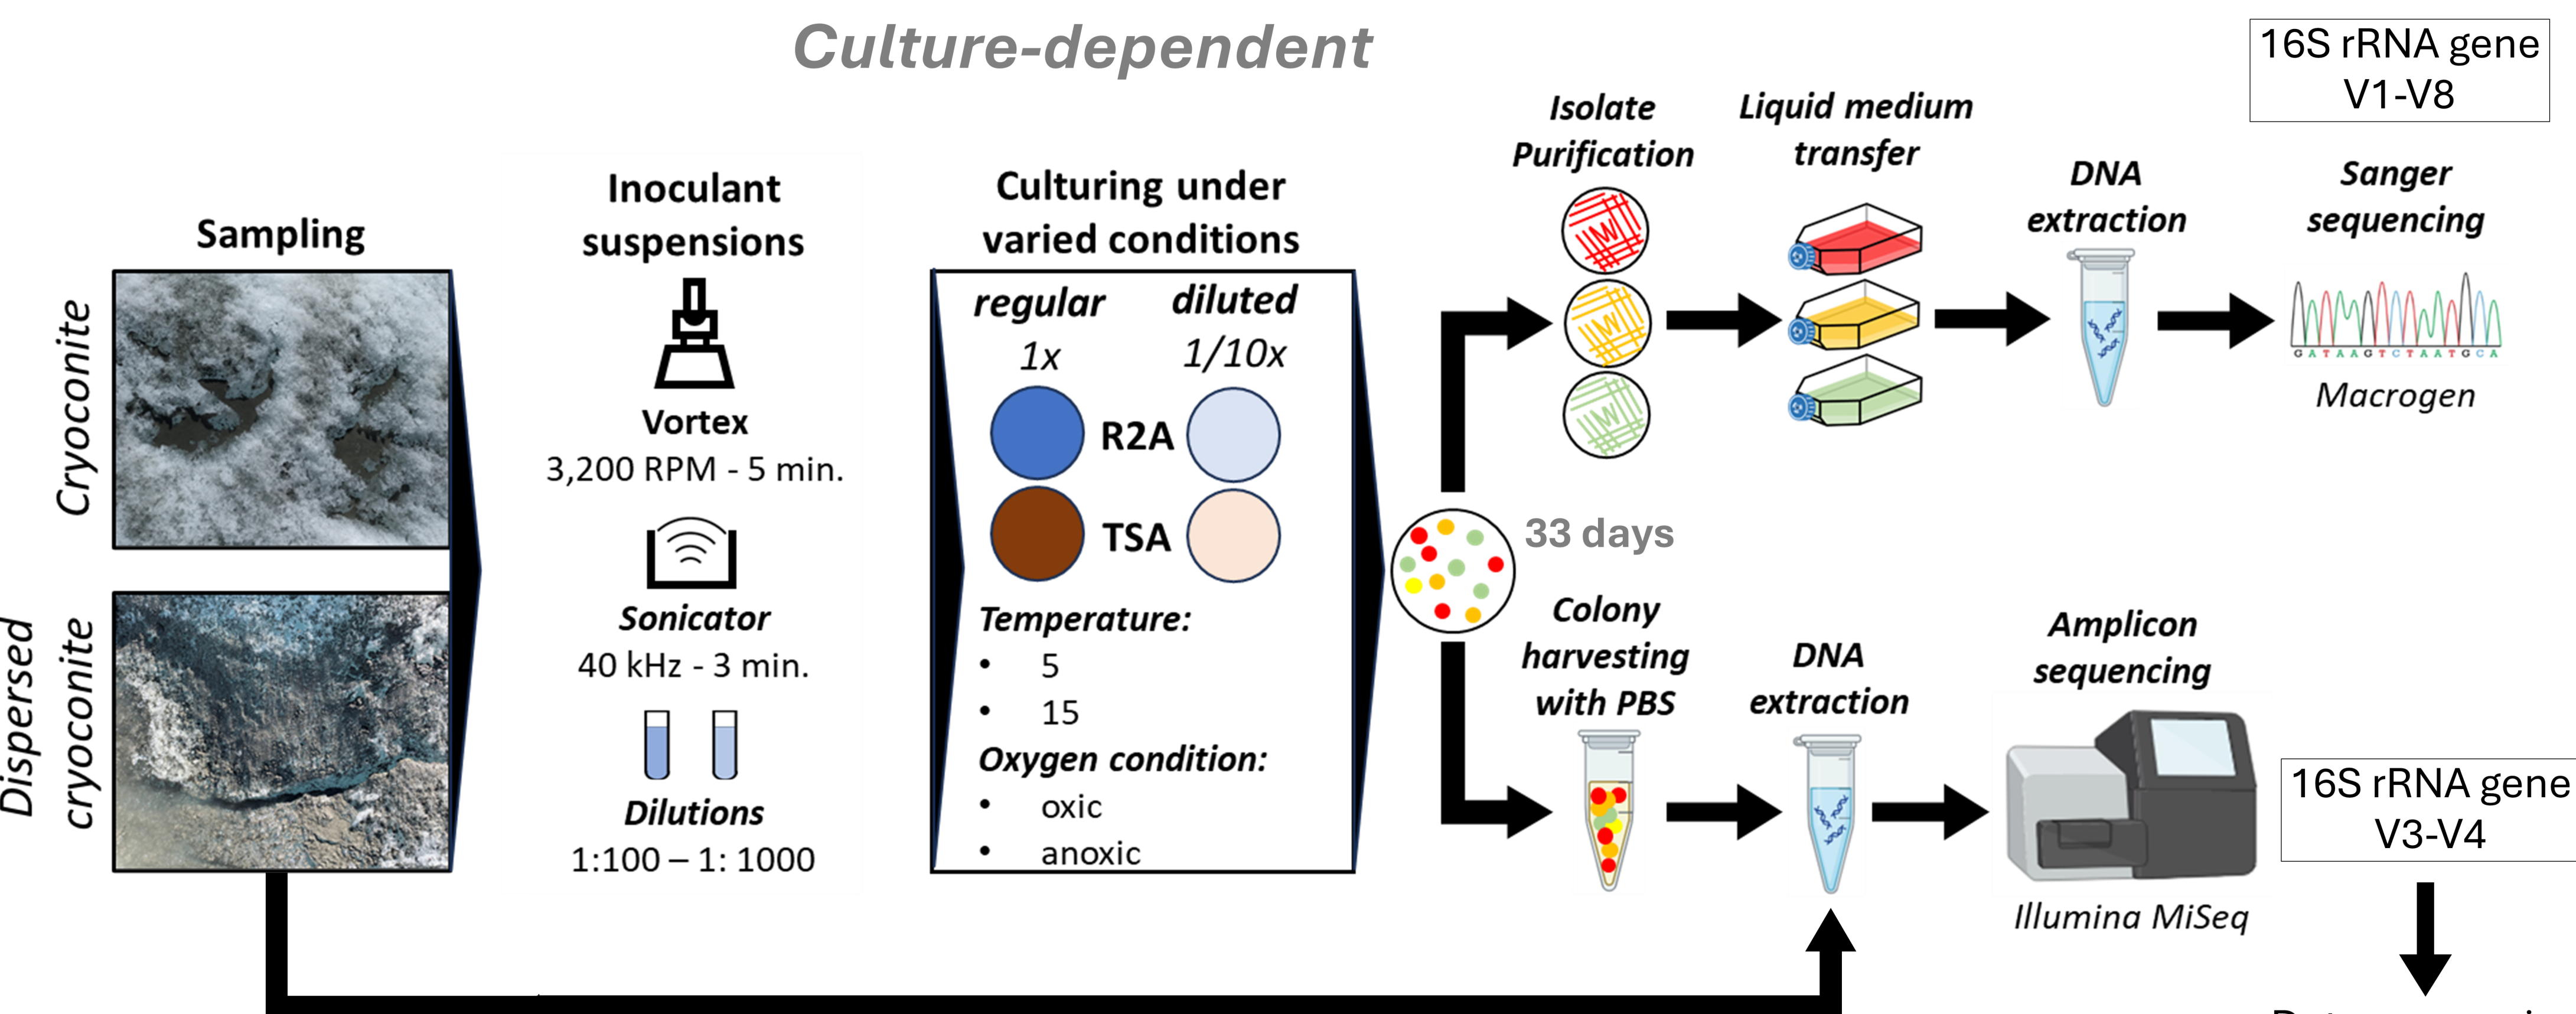 Culture-dependent
16S rRNA gene
V1-V8
Sampling
Cryoconite
Dispersed
cryoconite
Inoculant
suspensions
Vortex
3,200 RPM - 5 min.
Sonicator
40 kHz - 3 min.
Dilutions
1:100 – 1: 1000
Culturing under
varied conditions
regular
diluted
1x
1/10x
R2A
TSA
Temperature:
• 5
• 15
Oxygen condition:
• oxic
• anoxic
33 days
Isolate
Purification
Liquid medium
transfer
DNA
extraction
Sanger
sequencing
GATAAGTCTAATGCA
Macrogen
Colony
harvesting
with PBS
DNA
extraction
Amplicon
sequencing
Illumina MiSeq
16S rRNA gene
V3-V4